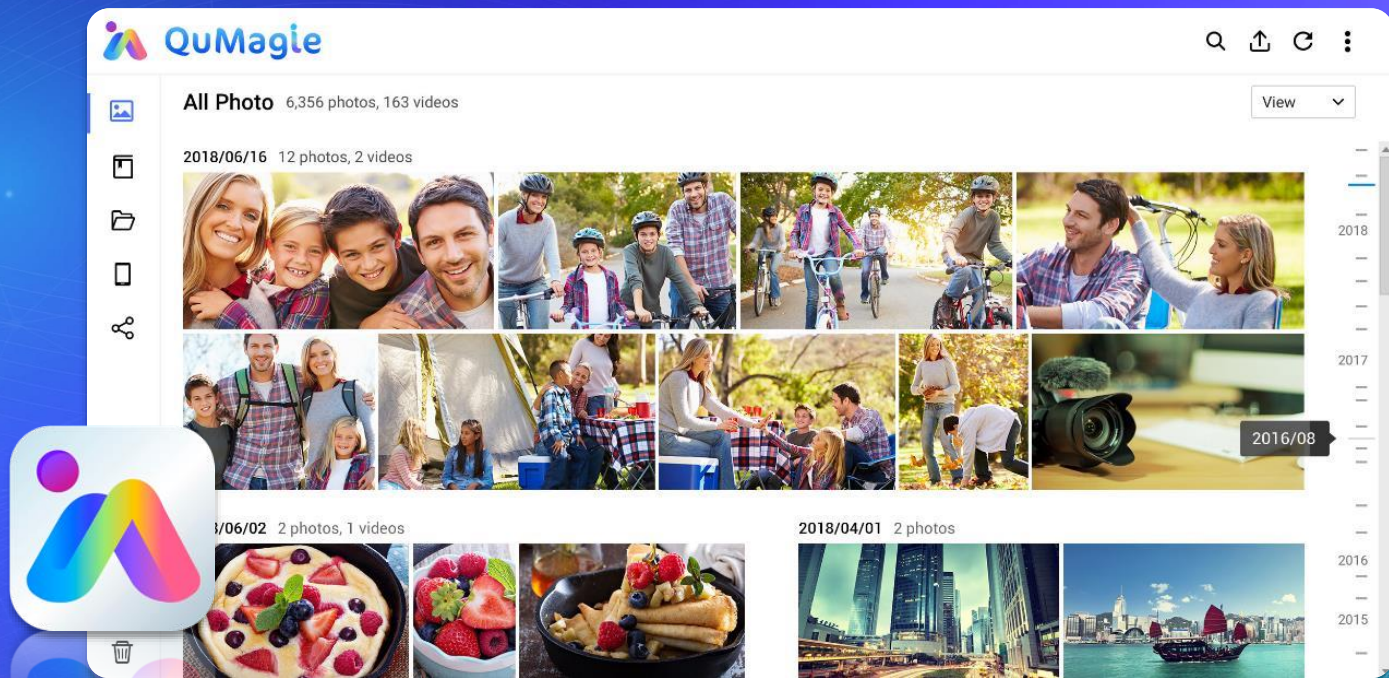 QuMagie
All Photo 6,356 photos, 163 videos
View
2018/06/16 12 photos, 2 videos
2018
2017
2016/08
/06/02 2 photos, 1 videos
2018/04/01 2 photos
2016
2015